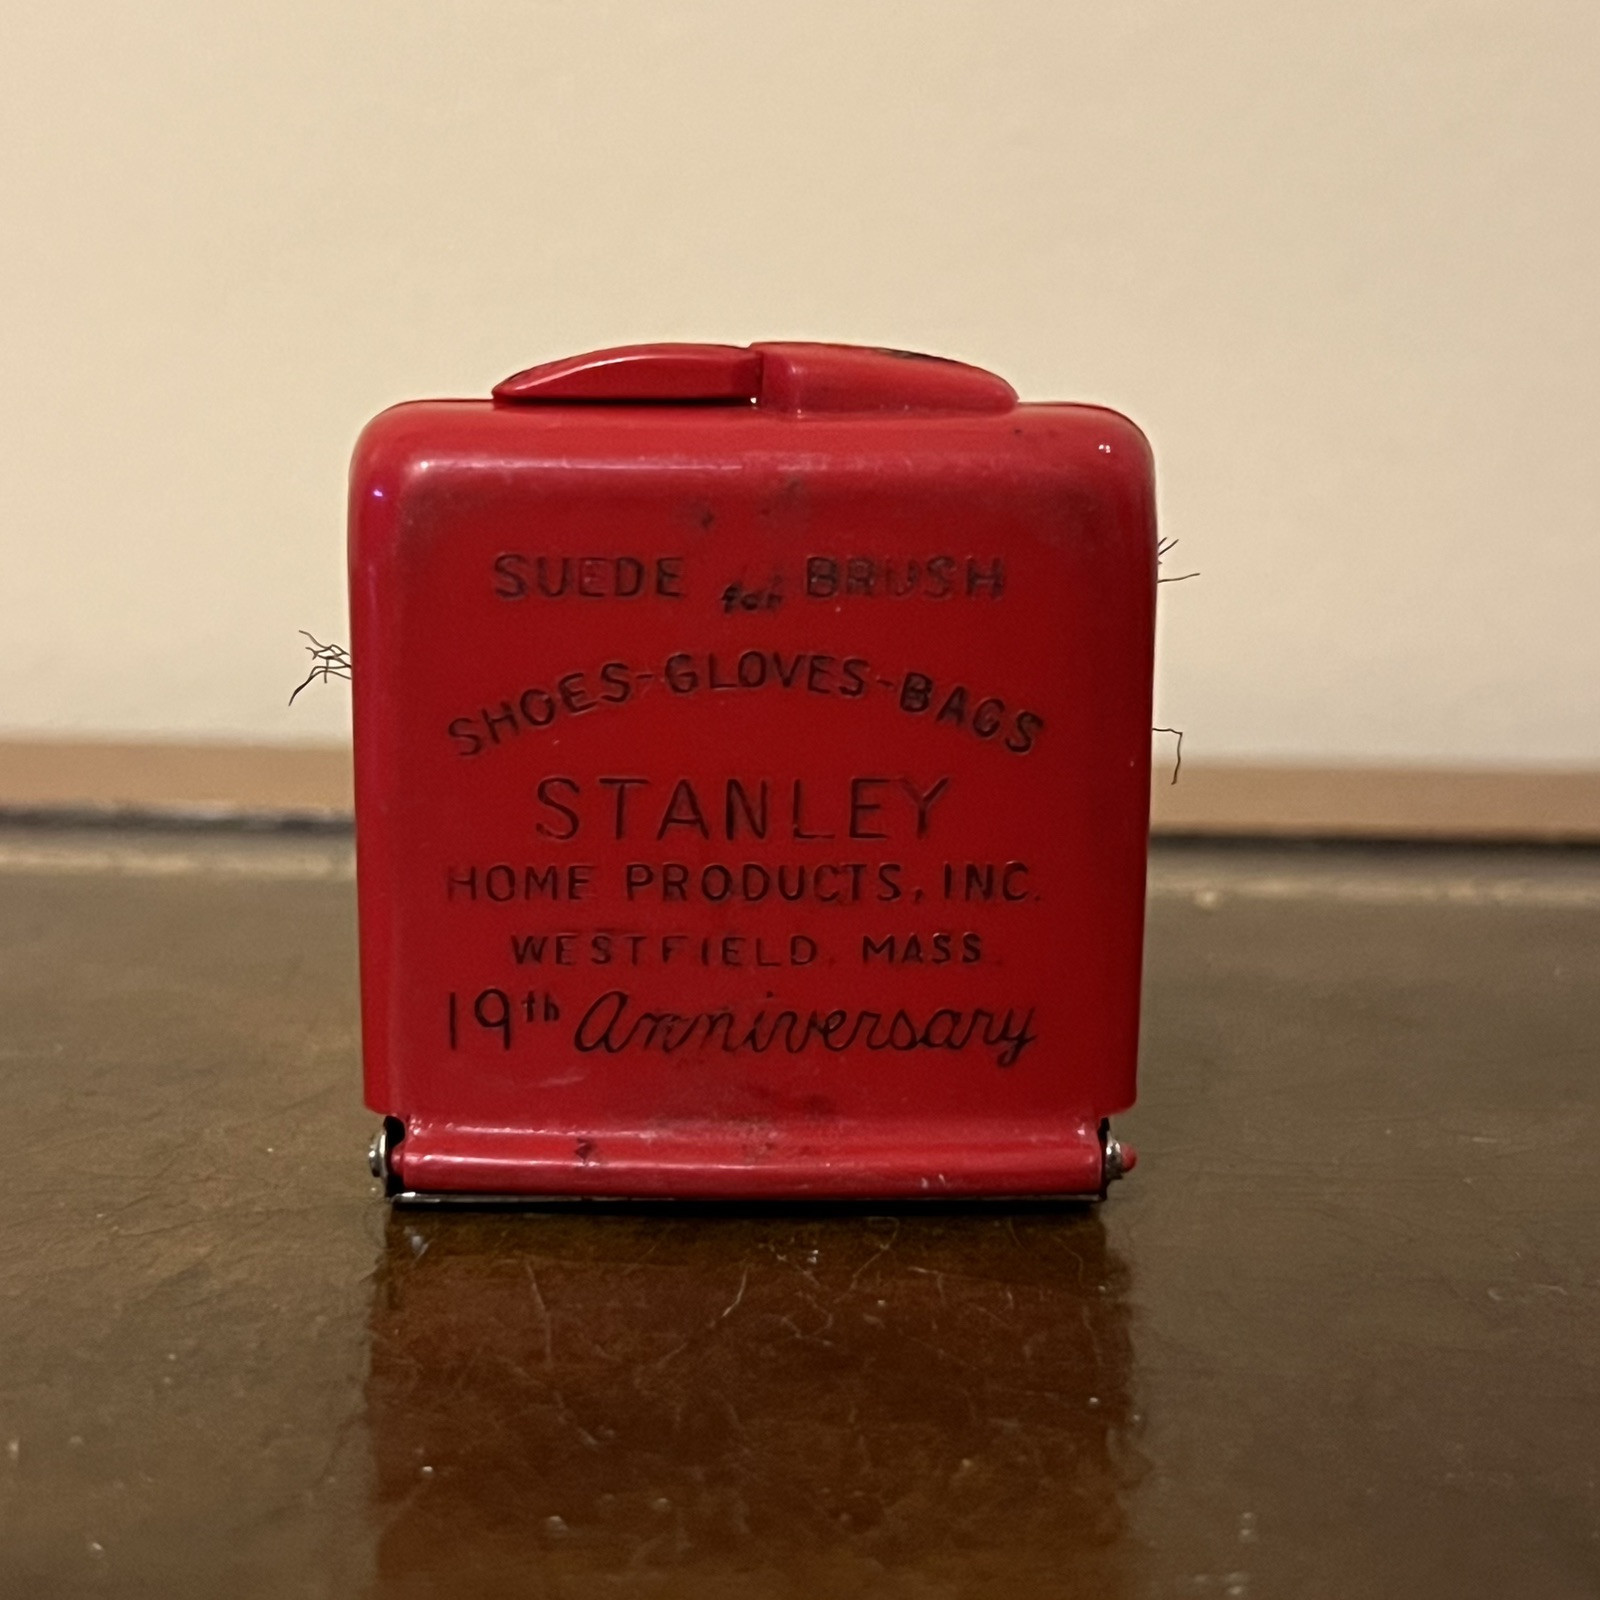 SUEDE for BRUSH
SHOES-GLOVES-BAGS
STANLEY
HOME PRODUCTS, INC.
WESTFIELD. MASS.
19th Anniversary